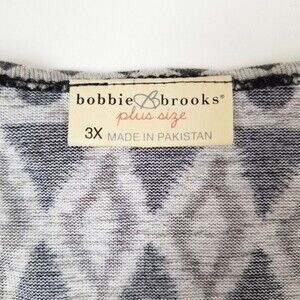 bobbie brooks®
plus size
3X MADE IN PAKISTAN